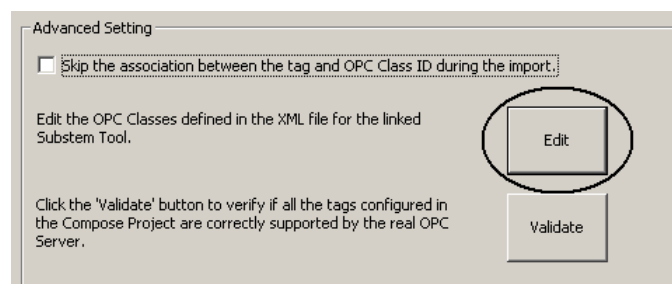 Advanced Setting
Skip the association between the tag and OPC Class ID during the import.
Edit the OPC Classes defined in the XML file for the linked
Substem Tool.
Edit
Click the 'Validate' button to verify if all the tags configured in
the Compose Project are correctly supported by the real OPC
Server.
Validate